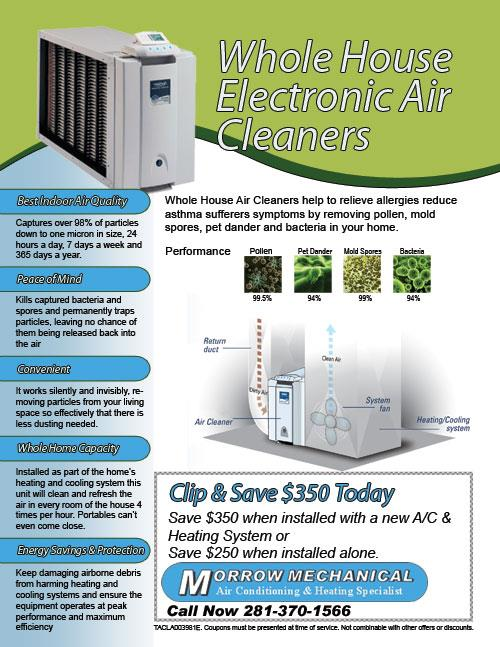 Whole House
Electronic Air
Cleaners
Best Indoor Air Quality
Captures over 98% of particles
down to one micron in size, 24
hours a day, 7 days a week and
365 days a year.
Peace of Mind
Kills captured bacteria and
spores and permanently traps
particles, leaving no chance of
them being released back into
the air
Convenient
It works silently and invisibly, re-
moving particles from your living
space so effectively that there is
less dusting needed.
Whole Home Capacity
Installed as part of the home's
heating and cooling system this
unit will clean and refresh the
air in every room of the house 4
times per hour. Portables can't
even come close.
Energy Savings & Protection
Keep damaging airborne debris
from harming heating and
cooling systems and ensure the
equipment operates at peak
performance and maximum
efficiency
Whole House Air Cleaners help to relieve allergies reduce
asthma sufferers symptoms by removing pollen, mold
spores, pet dander and bacteria in your home.
Performance
Pollen Pet Dander Mold Spores Bacteria
99.5% 94% 99% 94%
Return
duct
Clean Air
Dirty Air
Air Cleaner
System
fan
Heating/Cooling
system
Clip & Save $350 Today
Save $350 when installed with a new A/C &
Heating System or
Save $250 when installed alone.
MORROW MECHANICAL
Air Conditioning & Heating Specialist
Call Now 281-370-1566
TACLA003981E. Coupons must be presented at time of service. Not combinable with other offers or discounts.